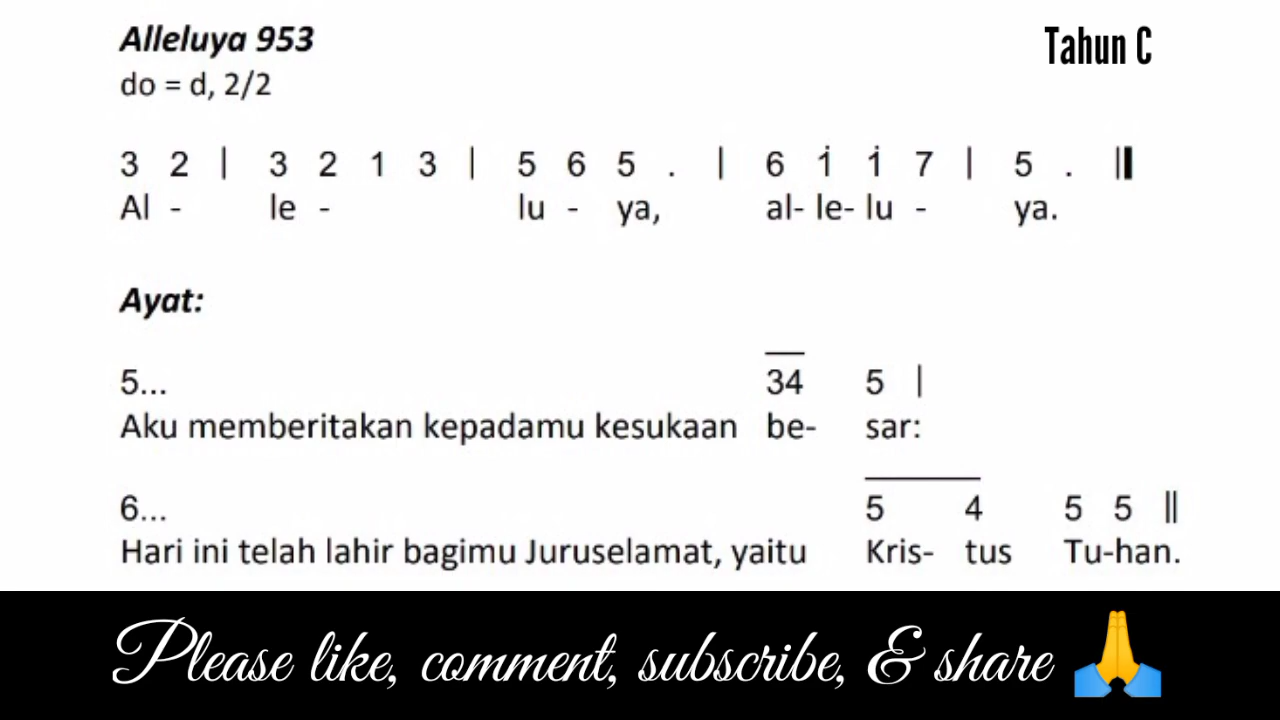 Alleluya 953
Tahun C
do = d, 2/2
3 2 | 3 2 1 3 | 5 6 5 . | 6 1̇ 1̇ 7 | 5 . ‖
Al - le - lu - ya, al- le- lu - ya.
Ayat:
5... 34 5 |
Aku memberitakan kepadamu kesukaan be- sar:
6... 5 4 5 5 ‖
Hari ini telah lahir bagimu Juruselamat, yaitu Kris- tus Tu-han.
Please like, comment, subscribe, & share 🙏